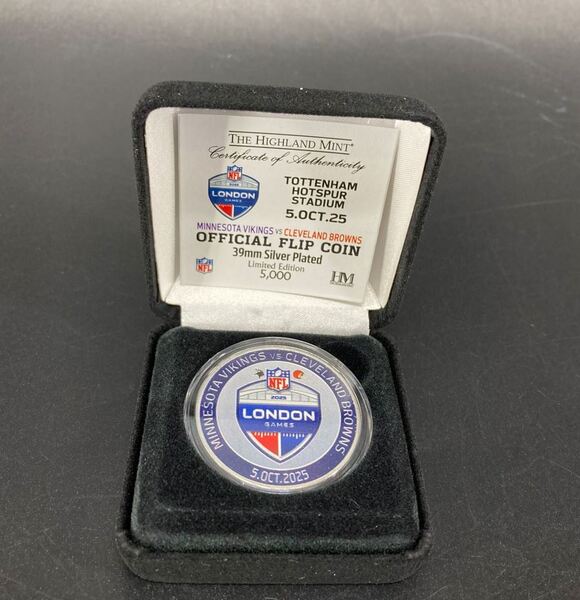 THE HIGHLAND MINT®
Certificate of Authenticity
NFL
2025
LONDON
GAMES
TOTTENHAM
HOTSPUR
STADIUM
5.OCT.25
MINNESOTA VIKINGS vs CLEVELAND BROWNS
OFFICIAL FLIP COIN
39mm Silver Plated
Limited Edition
5,000
NFL
HM
MINNESOTA VIKINGS VS CLEVELAND BROWNS
NFL
2025
LONDON
GAMES
5.OCT.2025